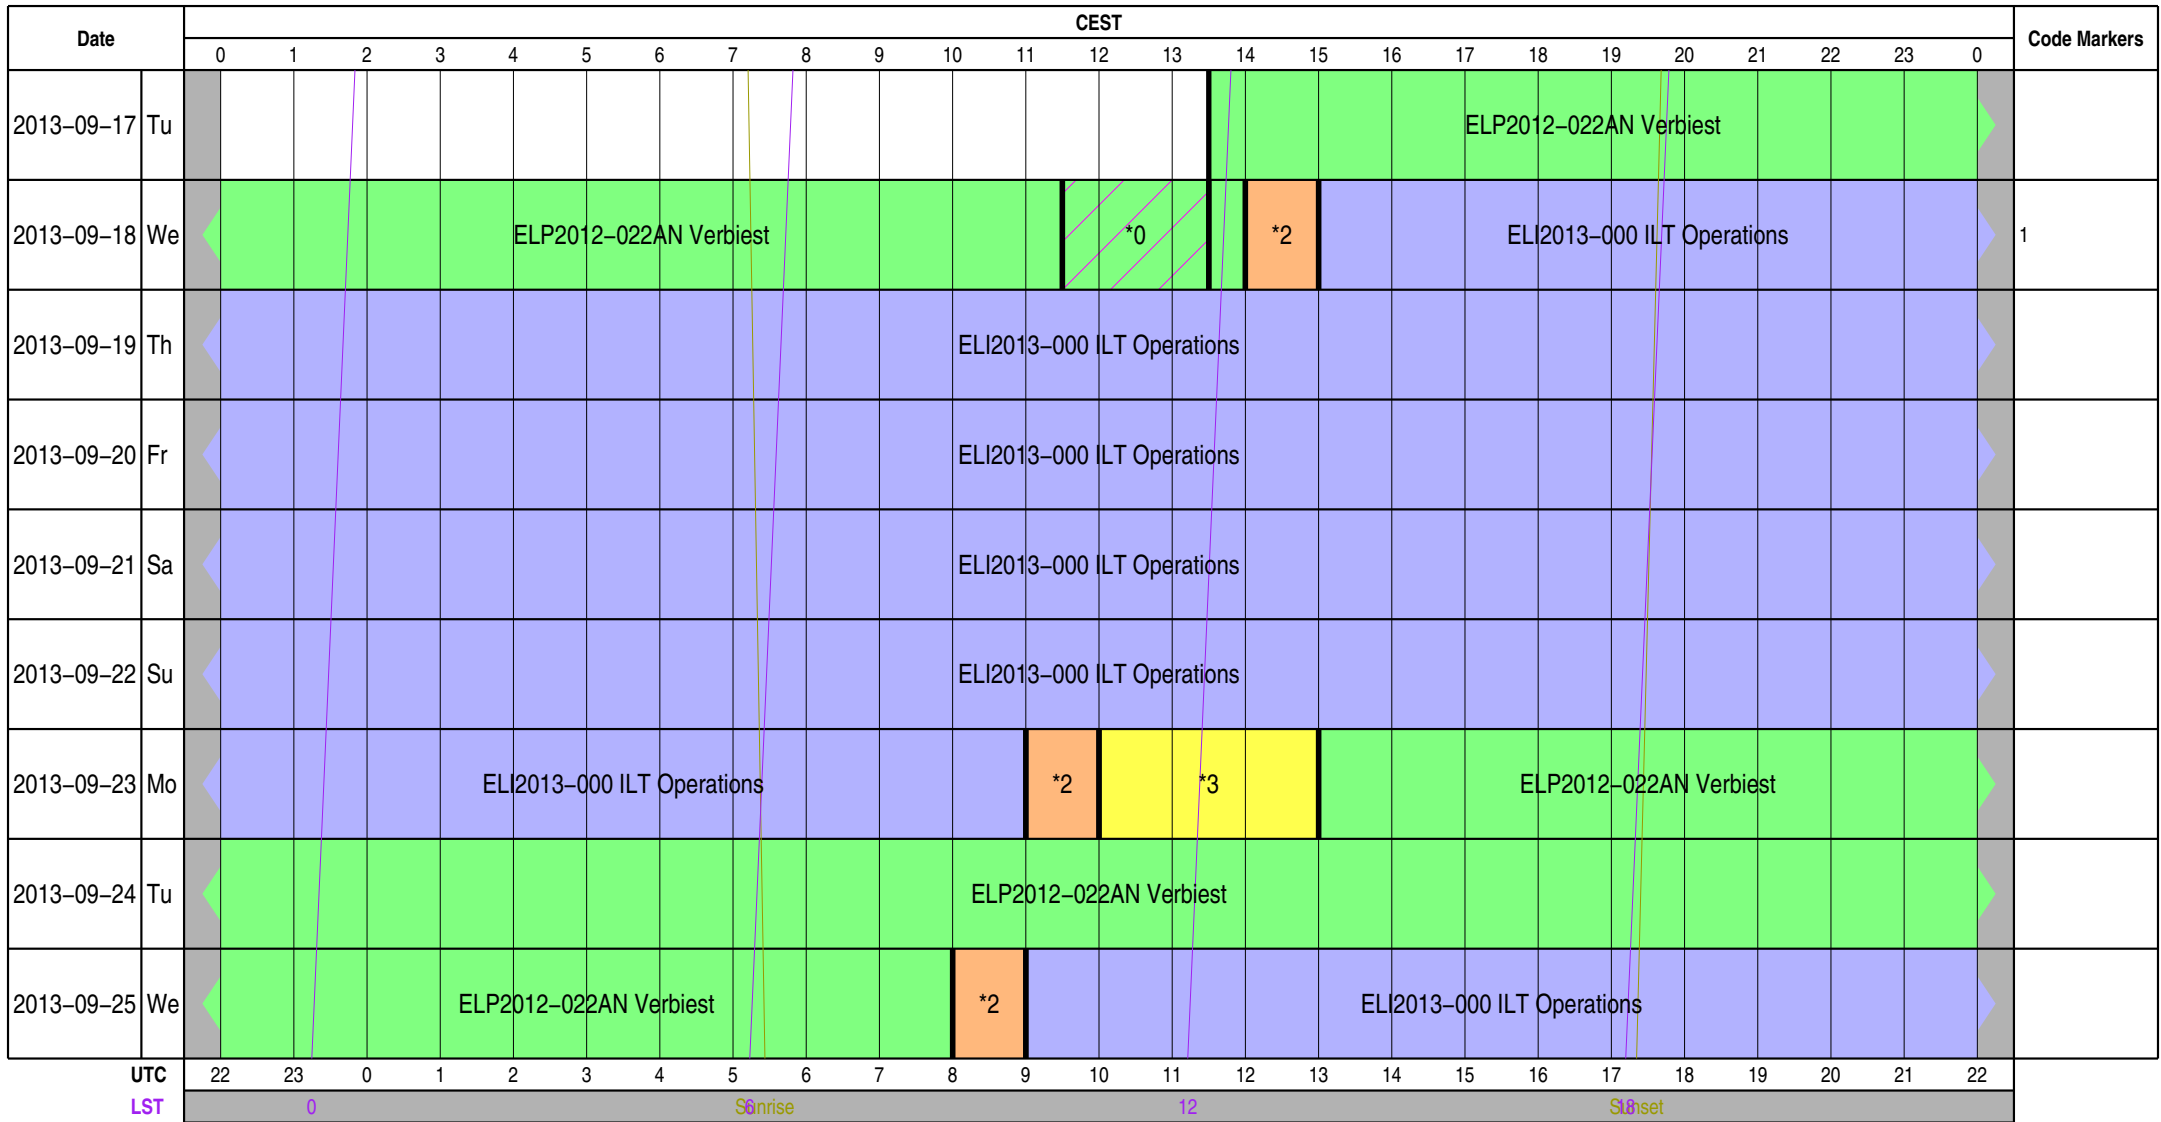 CEST
Date
Code Markers
0 1 2 3 4 5 6 7 8 9 10 11 12 13 14 15 16 17 18 19 20 21 22 23 0
2013−09−17 Tu ELP2012−022AN Verbiest
2013−09−18 We ELP2012−022AN Verbiest *0 *2 ELI2013−000 ILT Operations 1
2013−09−19 Th ELI2013−000 ILT Operations
2013−09−20 Fr ELI2013−000 ILT Operations
2013−09−21 Sa ELI2013−000 ILT Operations
2013−09−22 Su ELI2013−000 ILT Operations
2013−09−23 Mo ELI2013−000 ILT Operations *2 *3 ELP2012−022AN Verbiest
2013−09−24 Tu ELP2012−022AN Verbiest
2013−09−25 We ELP2012−022AN Verbiest *2 ELI2013−000 ILT Operations
UTC 22 23 0 1 2 3 4 5 6 7 8 9 10 11 12 13 14 15 16 17 18 19 20 21 22
LST 0 6 Sunrise 12 18 Sunset